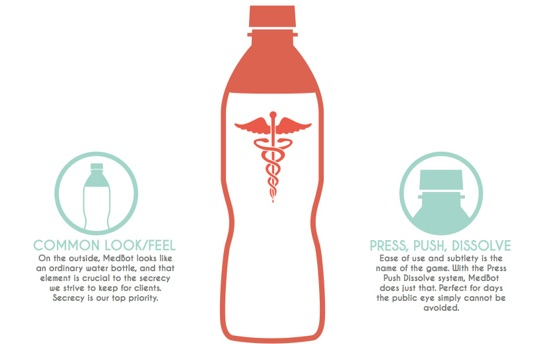 COMMON LOOK/FEEL
On the outside, MedBot looks like
an ordinary water bottle, and that
element is crucial to the secrecy
we strive to keep for clients.
Secrecy is our top priority.
PRESS, PUSH, DISSOLVE
Ease of use and subtlety is the
name of the game. With the Press
Push Dissolve system, MedBot
does just that. Perfect for days
the public eye simply cannot be
avoided.